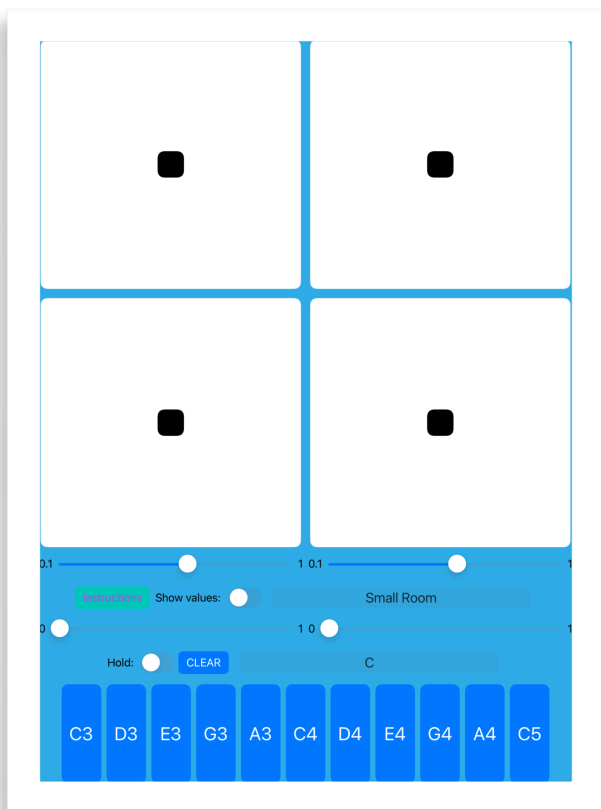 0.1 1 0.1 1
Instructions Show values: Small Room
0 1 0 1
Hold: CLEAR C
C3 D3 E3 G3 A3 C4 D4 E4 G4 A4 C5